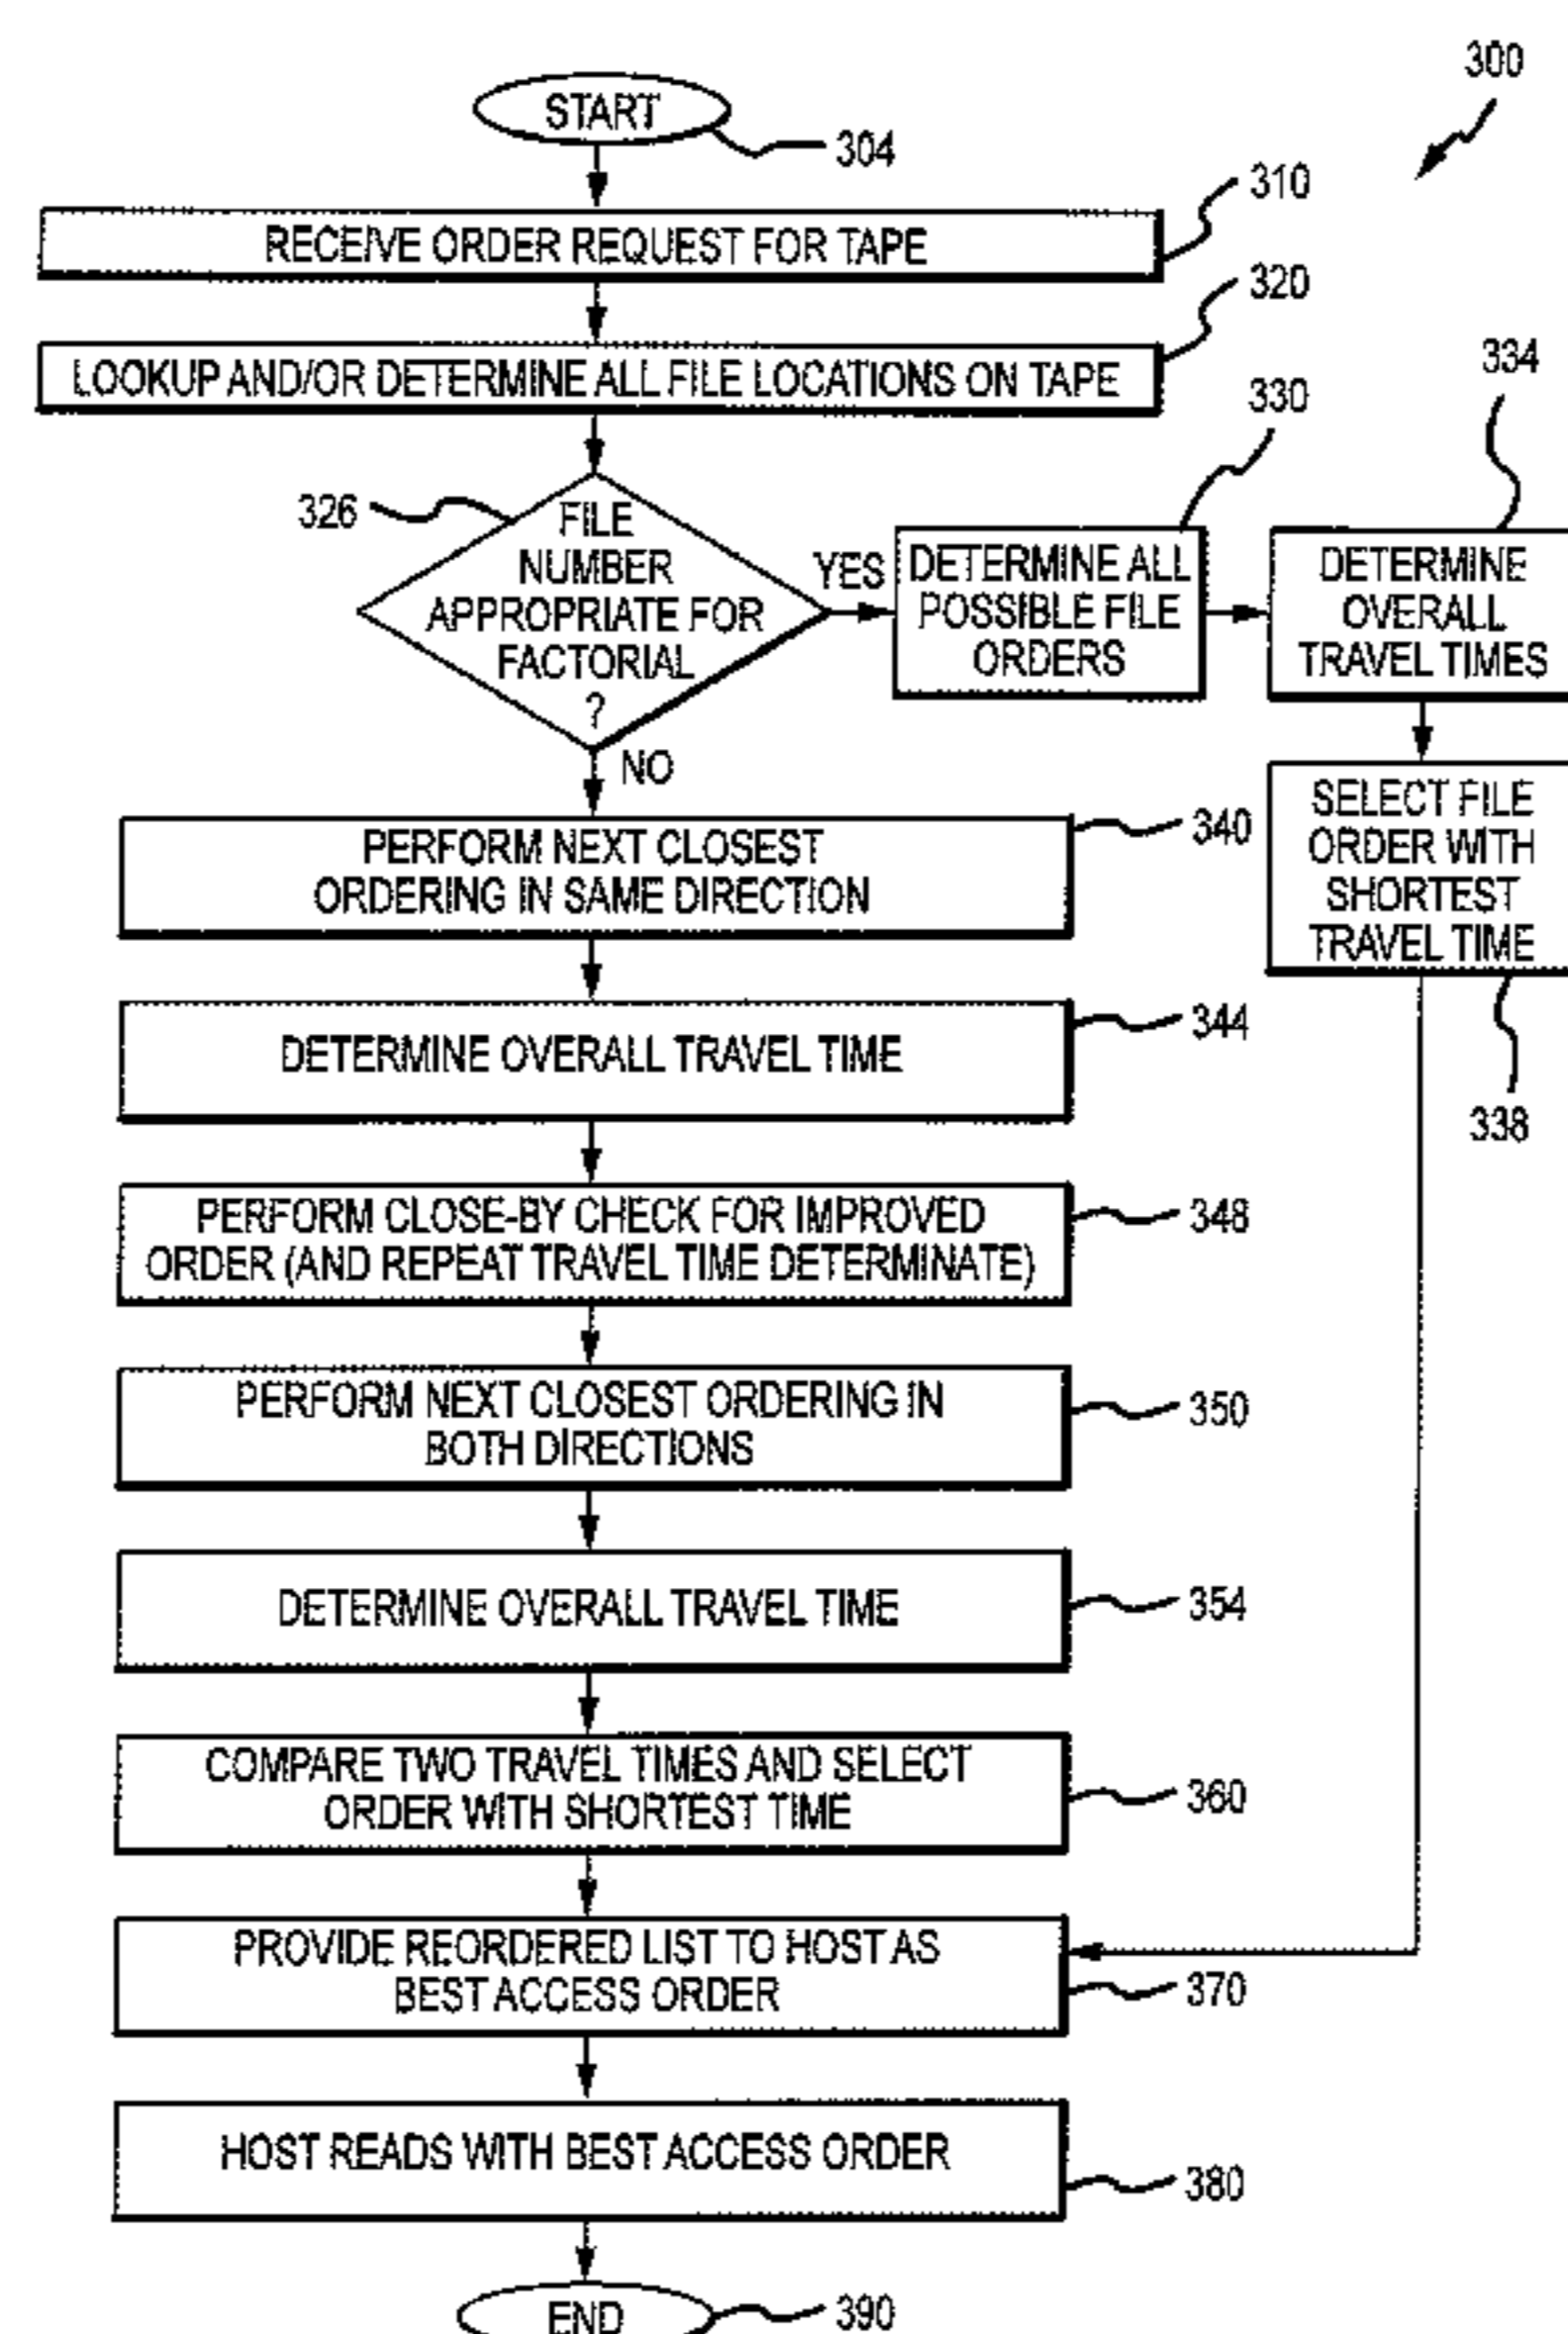 300
START
304
310
RECEIVE ORDER REQUEST FOR TAPE
320
LOOKUP AND/OR DETERMINE ALL FILE LOCATIONS ON TAPE
334
330
326
FILE
NUMBER
APPROPRIATE FOR
FACTORIAL
?
YES
DETERMINE ALL
POSSIBLE FILE
ORDERS
DETERMINE
OVERALL
TRAVEL TIMES
NO
SELECT FILE
ORDER WITH
SHORTEST
TRAVEL TIME
338
PERFORM NEXT CLOSEST
ORDERING IN SAME DIRECTION
340
DETERMINE OVERALL TRAVEL TIME
344
PERFORM CLOSE-BY CHECK FOR IMPROVED
ORDER (AND REPEAT TRAVEL TIME DETERMINATE)
348
PERFORM NEXT CLOSEST ORDERING IN
BOTH DIRECTIONS
350
DETERMINE OVERALL TRAVEL TIME
354
COMPARE TWO TRAVEL TIMES AND SELECT
ORDER WITH SHORTEST TIME
360
PROVIDE REORDERED LIST TO HOST AS
BEST ACCESS ORDER
370
HOST READS WITH BEST ACCESS ORDER
380
END
390